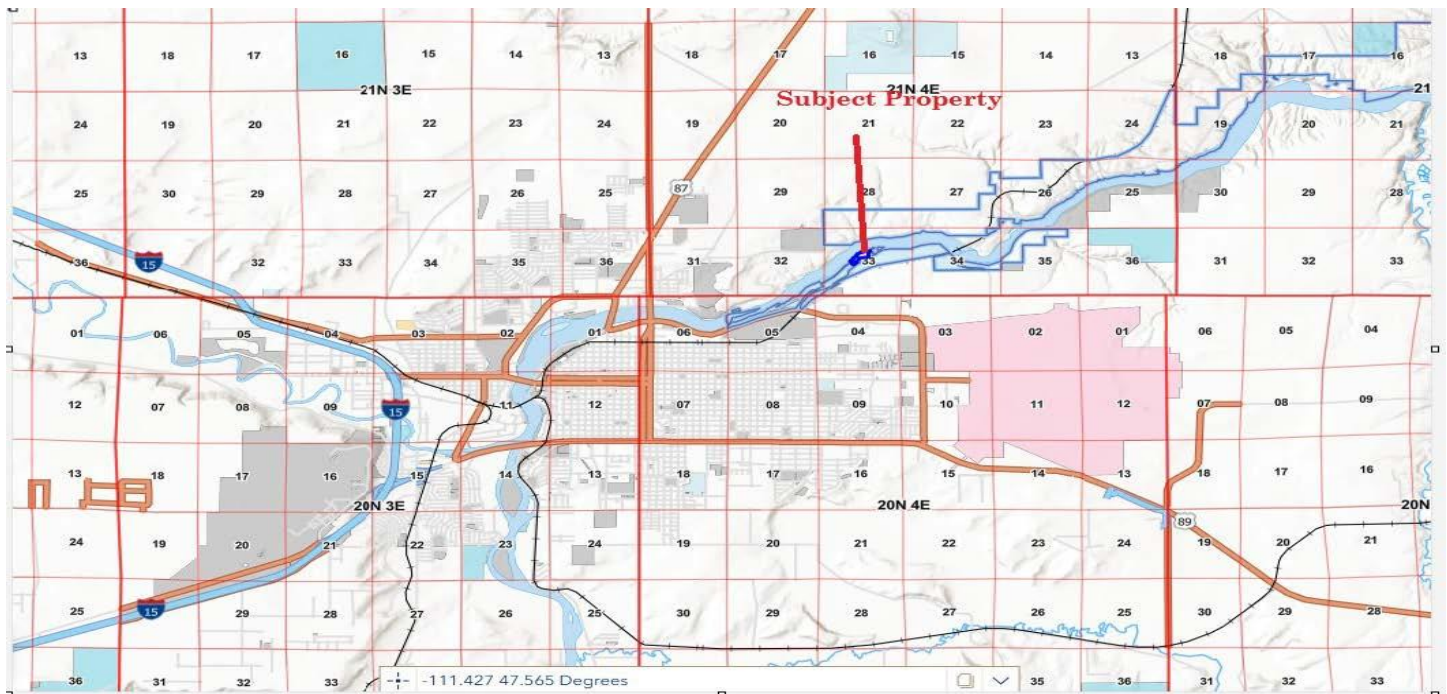 13 18 17 16 15 14 13 18 17 16 15 14 13 18 17 16
21N 3E 21N 4E 21
Subject Property
24 19 20 21 22 23 24 19 20 21 22 23 24 19 20 21
25 30 29 28 27 26 25 87 29 28 27 26 25 30 29 28
36 15 32 33 34 35 36 31 32 33 34 35 36 31 32 33
01 06 05 04 03 02 01 06 05 04 03 02 01 06 05 04
12 07 08 09 15 11 12 07 08 09 10 11 12 07 08 09
13 18 17 16 15 14 13 18 17 16 15 14 13 18 17 16
20N 3E 20N 4E 20N
89
24 19 20 21 22 23 24 19 20 21 22 23 24 19 20 21
25 15 29 28 27 26 25 30 29 28 27 26 25 30 29 28
36 31 32 33 35 36 31 32 33
-111.427 47.565 Degrees